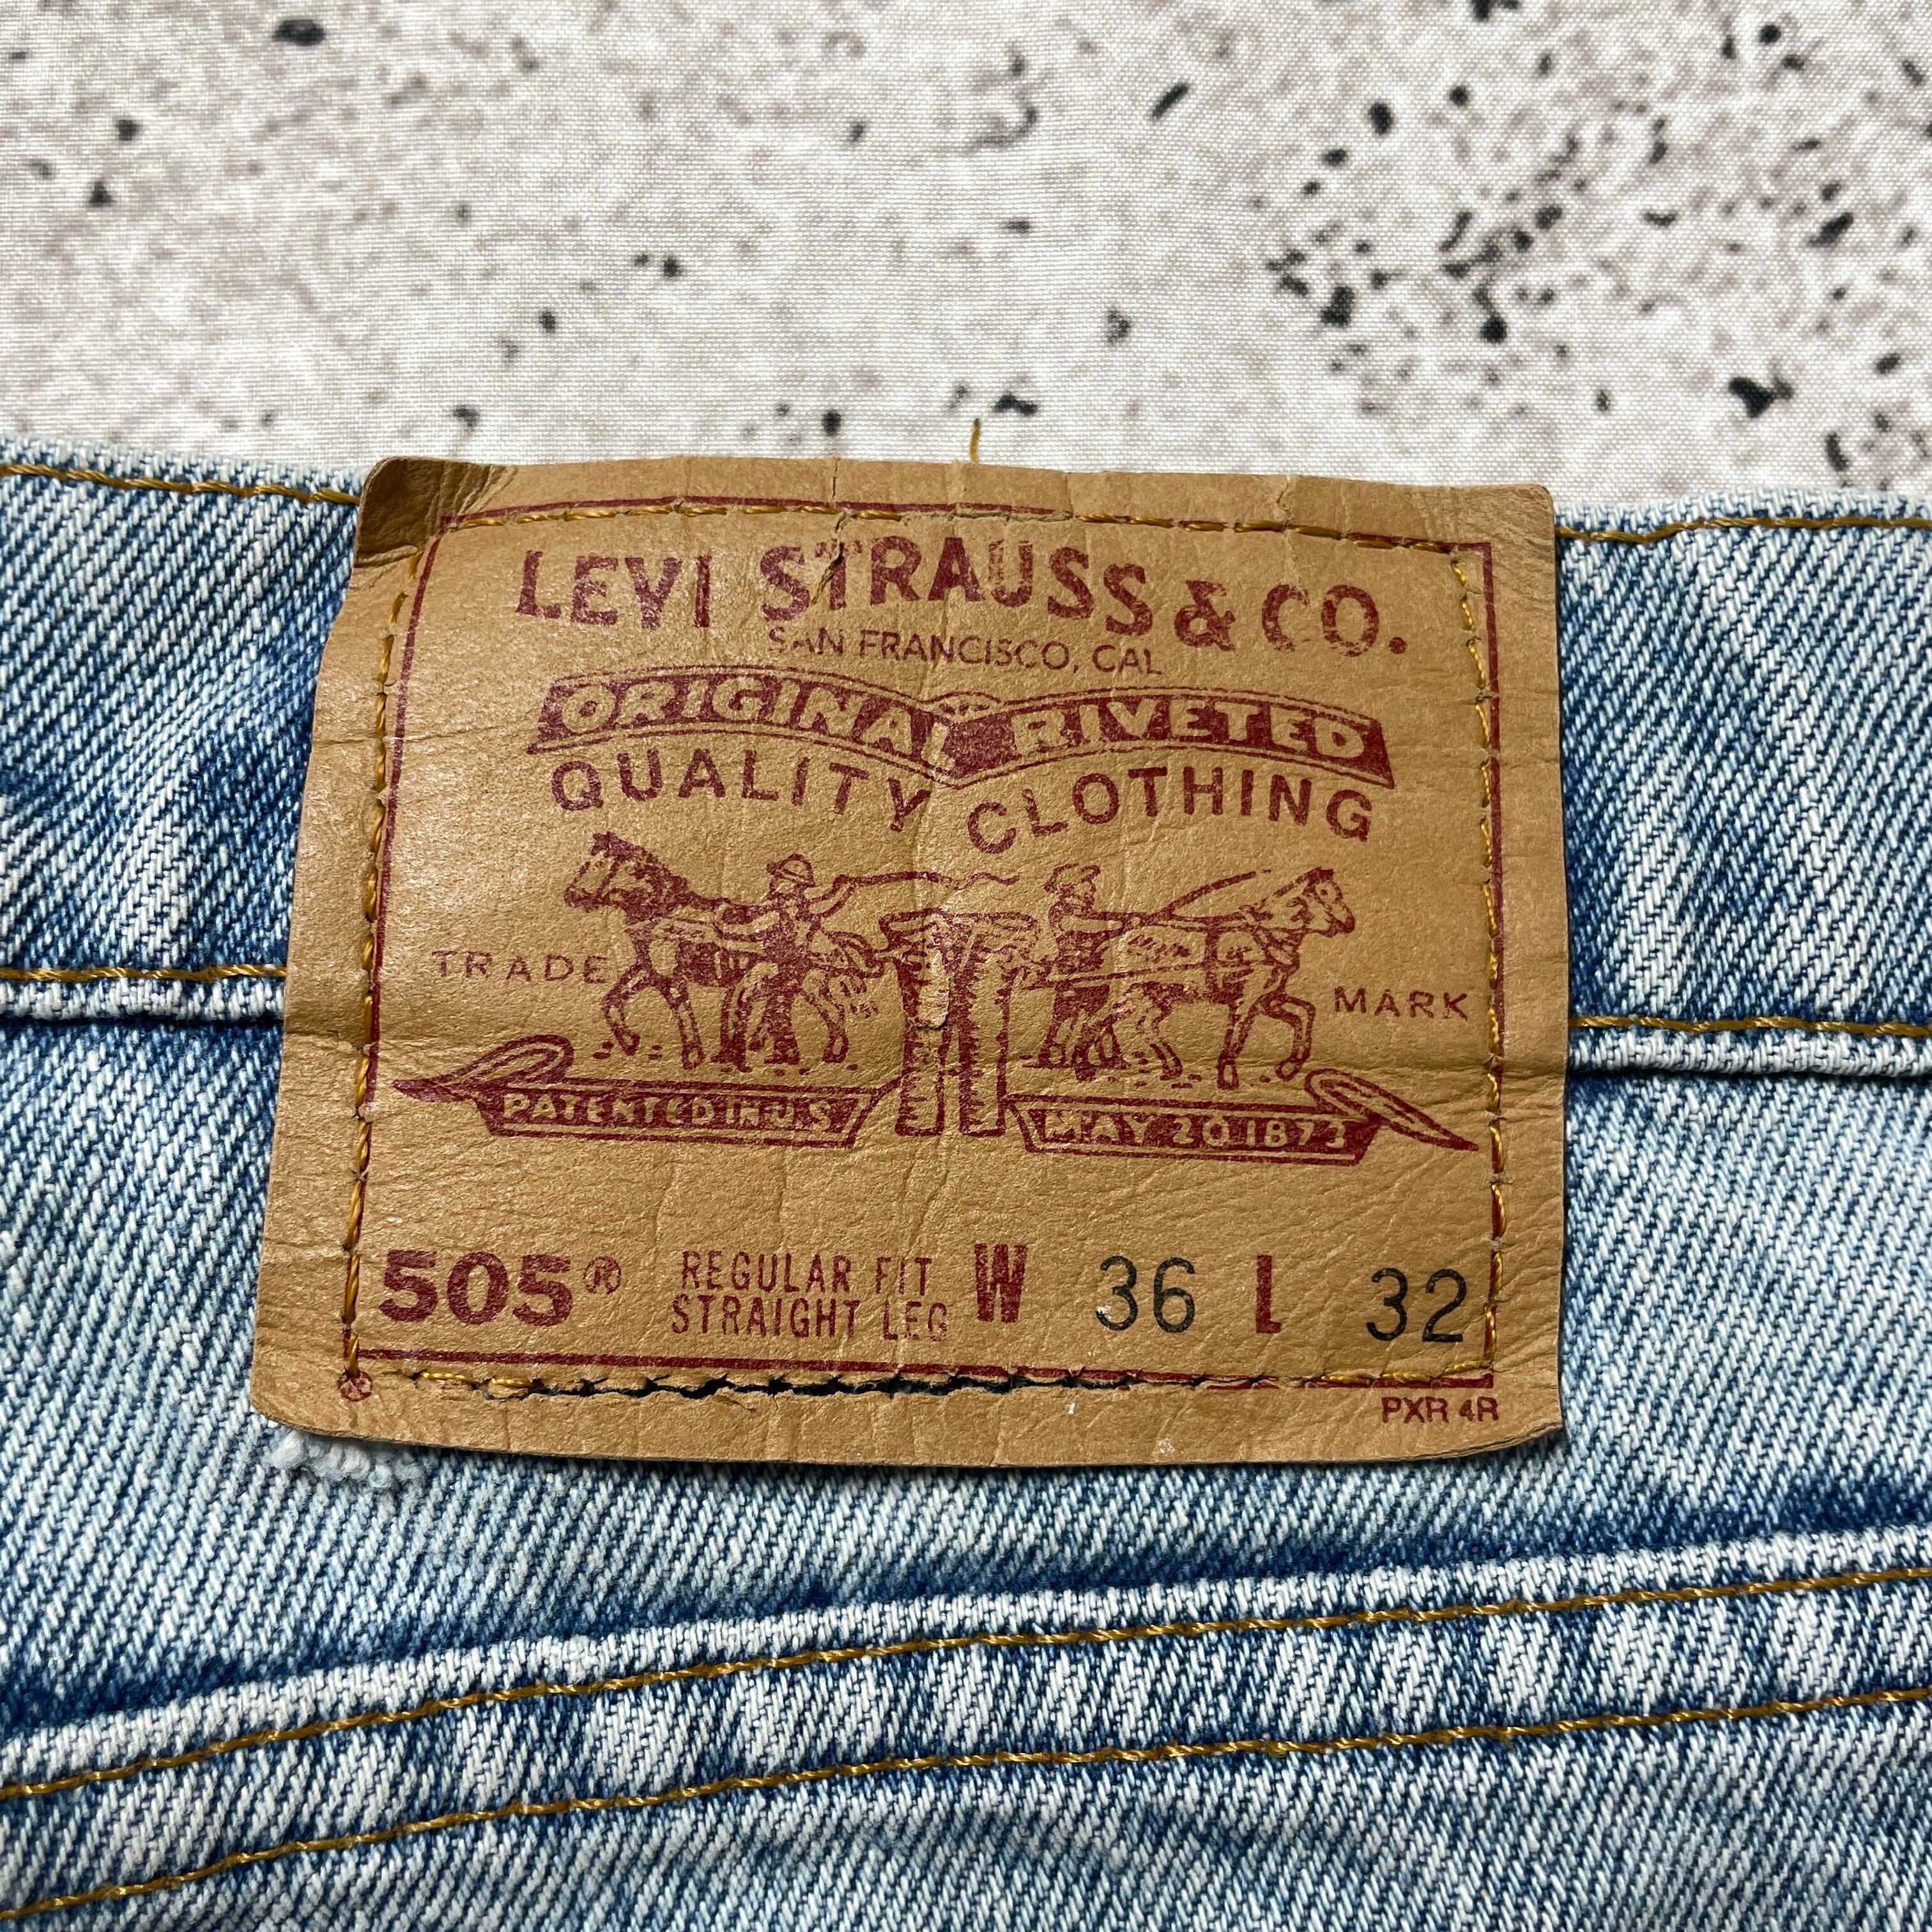 LEVI STRAUSS & CO.
SAN FRANCISCO, CAL
ORIGINAL RIVETED
QUALITY CLOTHING
TRADE MARK
PATENTED IN U.S MAY 20 1873
505® REGULAR FIT W 36 L 32
STRAIGHT LEG
PXR 4R